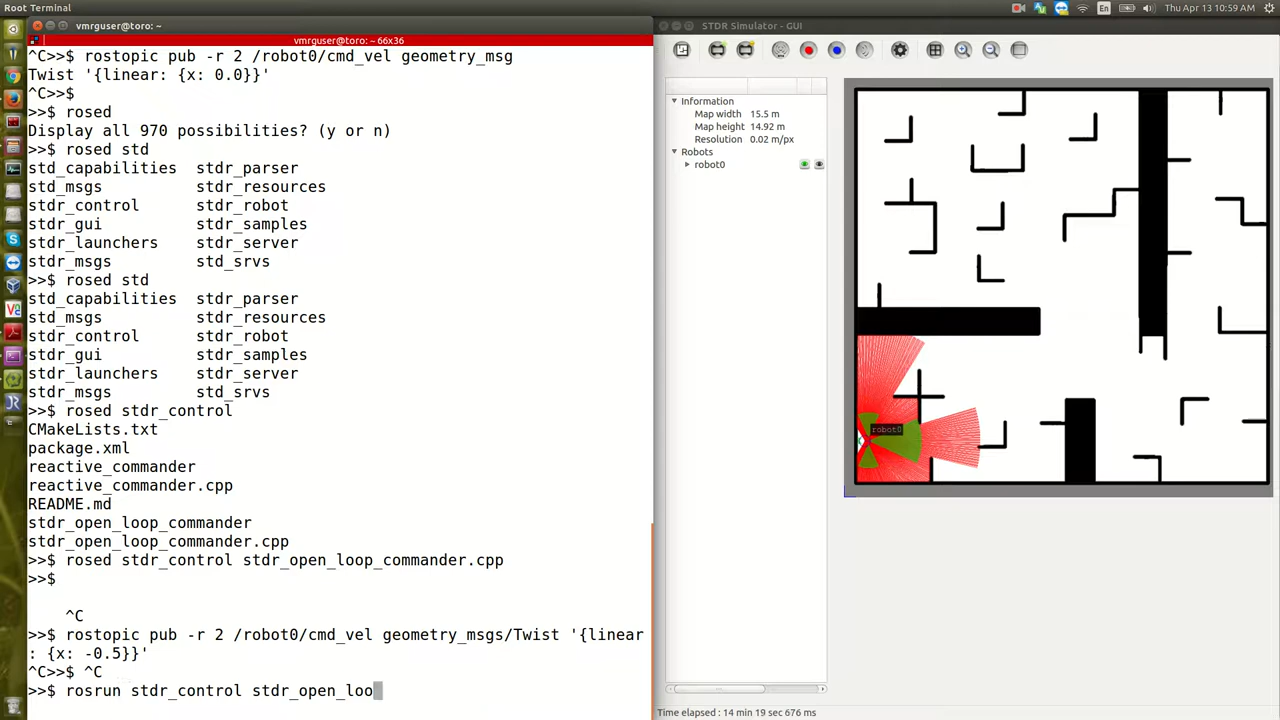 Root Terminal
En
Thu Apr 13 10:59 AM
vmrguser@toro: ~
vmrguser@toro: ~ 66x36
^C>>$ rostopic pub -r 2 /robot0/cmd_vel geometry_msg
Twist '{linear: {x: 0.0}}'
^C>>$
>>$ rosed
Display all 970 possibilities? (y or n)
>>$ rosed std
std_capabilities stdr_parser
std_msgs stdr_resources
stdr_control stdr_robot
stdr_gui stdr_samples
stdr_launchers stdr_server
stdr_msgs std_srvs
>>$ rosed std
std_capabilities stdr_parser
std_msgs stdr_resources
stdr_control stdr_robot
stdr_gui stdr_samples
stdr_launchers stdr_server
stdr_msgs std_srvs
>>$ rosed stdr_control
CMakeLists.txt
package.xml
reactive_commander
reactive_commander.cpp
README.md
stdr_open_loop_commander
stdr_open_loop_commander.cpp
>>$ rosed stdr_control stdr_open_loop_commander.cpp
>>$
^C
>>$ rostopic pub -r 2 /robot0/cmd_vel geometry_msgs/Twist '{linear
: {x: -0.5}}'
^C>>$ ^C
>>$ rosrun stdr_control stdr_open_loo
STDR Simulator - GUI
Information
Map width 15.5 m
Map height 14.92 m
Resolution 0.02 m/px
Robots
robot0
robot0
Time elapsed : 14 min 19 sec 676 ms